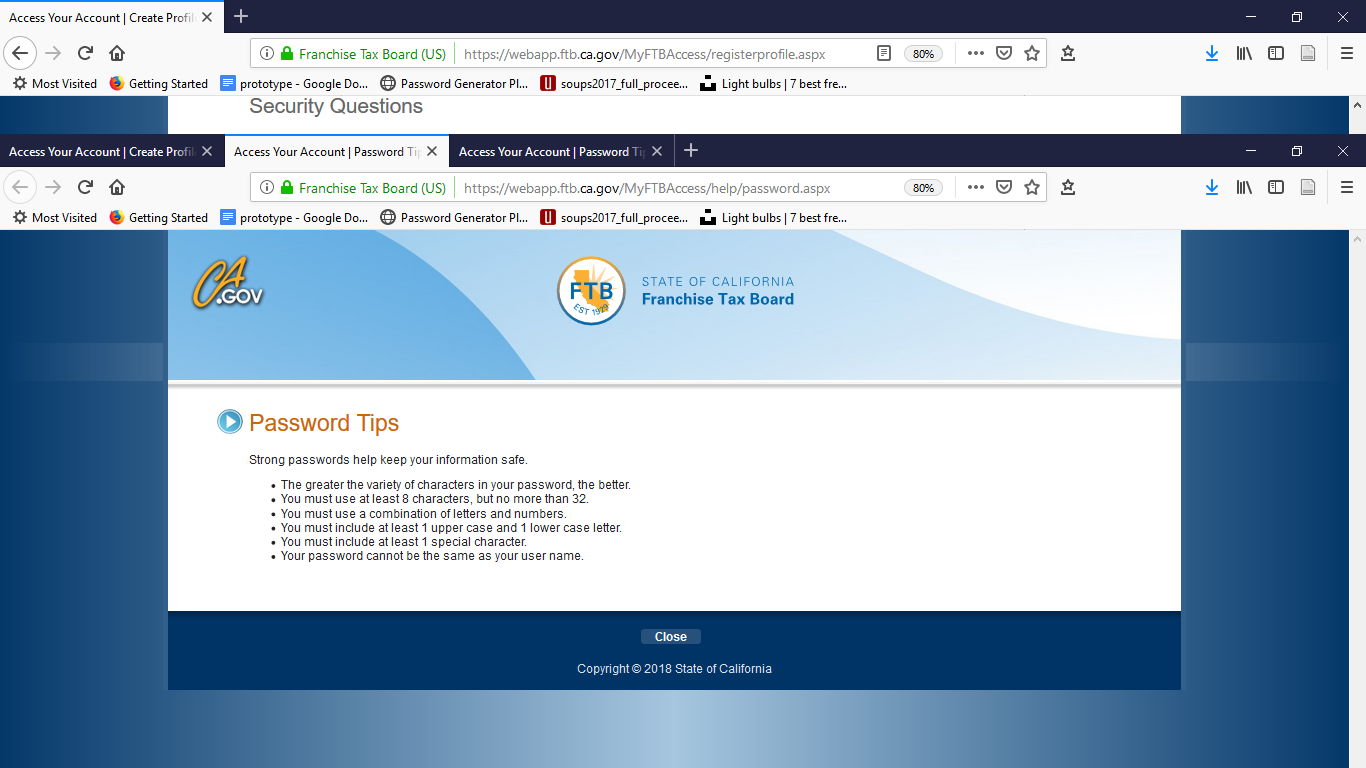 Access Your Account | Create Profil
Franchise Tax Board (US) https://webapp.ftb.ca.gov/MyFTBAccess/registerprofile.aspx 80%
Most Visited Getting Started prototype - Google Do... Password Generator Pl... soups2017_full_procee... Light bulbs | 7 best fre...
Security Questions
Access Your Account | Create Profil Access Your Account | Password Tip Access Your Account | Password Ti
Franchise Tax Board (US) https://webapp.ftb.ca.gov/MyFTBAccess/help/password.aspx 80%
Most Visited Getting Started prototype - Google Do... Password Generator Pl... soups2017_full_procee... Light bulbs | 7 best fre...
CA.GOV
FTB
EST 1929
STATE OF CALIFORNIA
Franchise Tax Board
Password Tips
Strong passwords help keep your information safe.
• The greater the variety of characters in your password, the better.
• You must use at least 8 characters, but no more than 32.
• You must use a combination of letters and numbers.
• You must include at least 1 upper case and 1 lower case letter.
• You must include at least 1 special character.
• Your password cannot be the same as your user name.
Close
Copyright © 2018 State of California